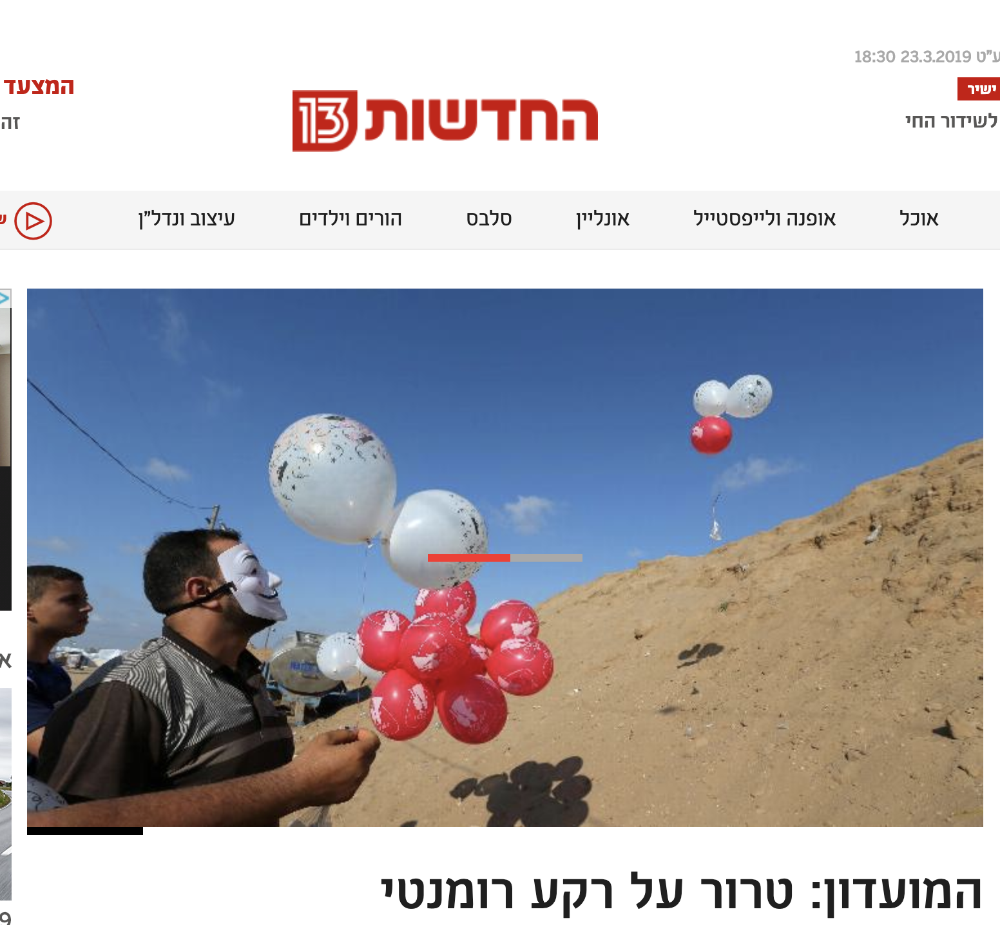 ע"ט 23.3.2019 18:30
ישיר
לשידור החי
החדשות 13
המצעד
זה
אוכל
אופנה ולייפסטייל
אונליין
סלבס
הורים וילדים
עיצוב ונדל"ן
המועדון: טרור על רקע רומנטי